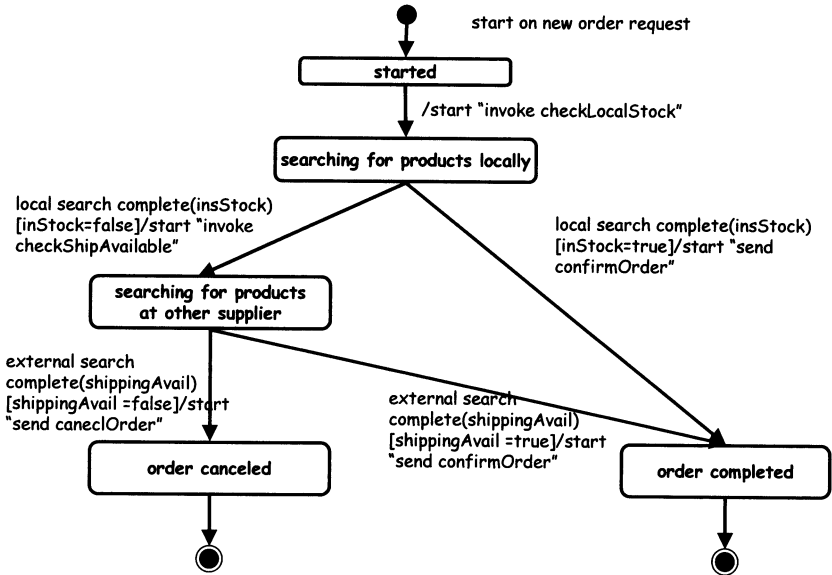 start on new order request
started
/start “invoke checkLocalStock”
searching for products locally
local search complete(insStock)
[inStock=false]/start “invoke
checkShipAvailable”
local search complete(insStock)
[inStock=true]/start “send
confirmOrder”
searching for products
at other supplier
external search
complete(shippingAvail)
[shippingAvail =false]/start
“send caneclOrder”
external search
complete(shippingAvail)
[shippingAvail =true]/start
“send confirmOrder”
order canceled
order completed